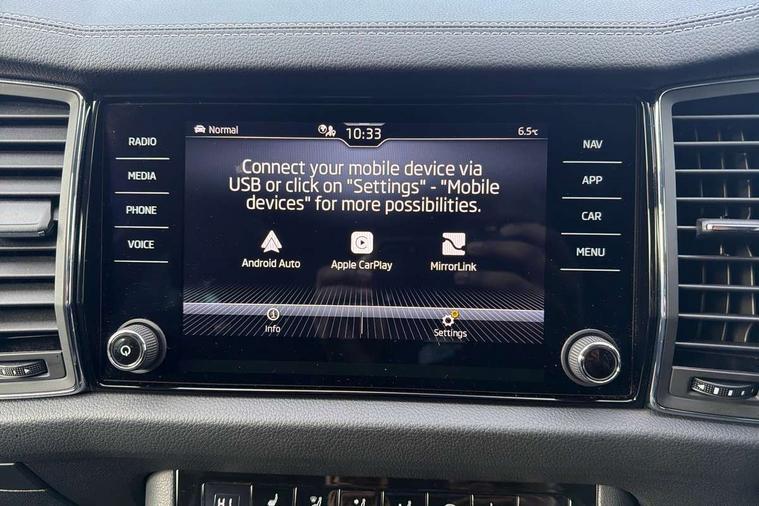 Normal
10:33
6.5°C
RADIO
MEDIA
PHONE
VOICE
Connect your mobile device via
USB or click on "Settings" - "Mobile
devices" for more possibilities.
Android Auto
Apple CarPlay
MirrorLink
Info
Settings
NAV
APP
CAR
MENU
HI